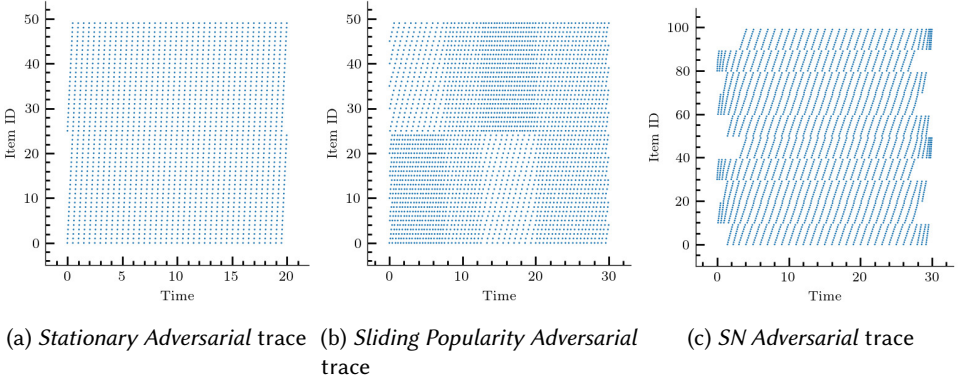 50
40
30
20
10
0
Item ID
0 5 10 15 20
Time
50
40
30
20
10
0
Item ID
0 10 20 30
Time
100
80
60
40
20
0
Item ID
0 10 20 30
Time
(a) Stationary Adversarial trace
(b) Sliding Popularity Adversarial
trace
(c) SN Adversarial trace